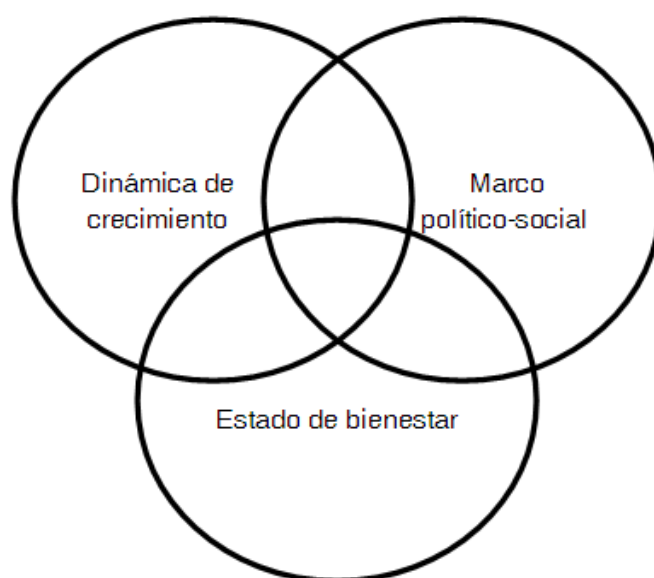 Dinámica de
crecimiento
Marco
político-social
Estado de bienestar